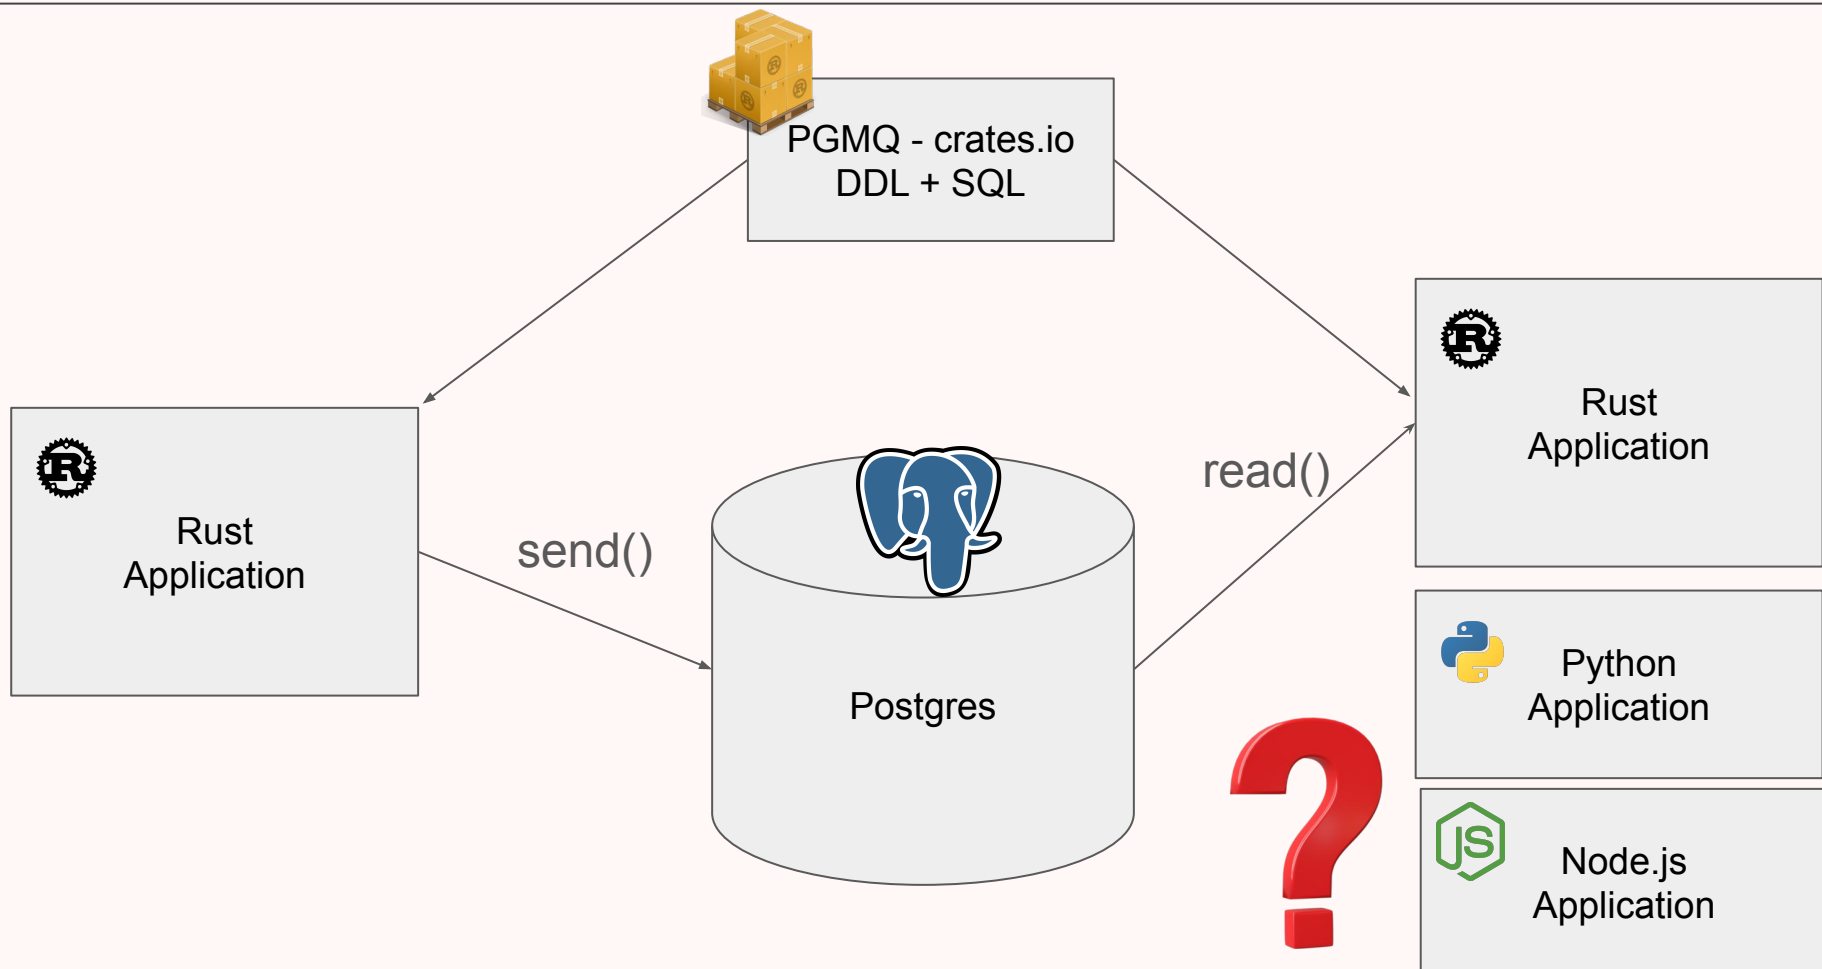 PGMQ - crates.io
DDL + SQL
Rust
Application
Rust
Application
send()
read()
Postgres
Python
Application
Node.js
Application